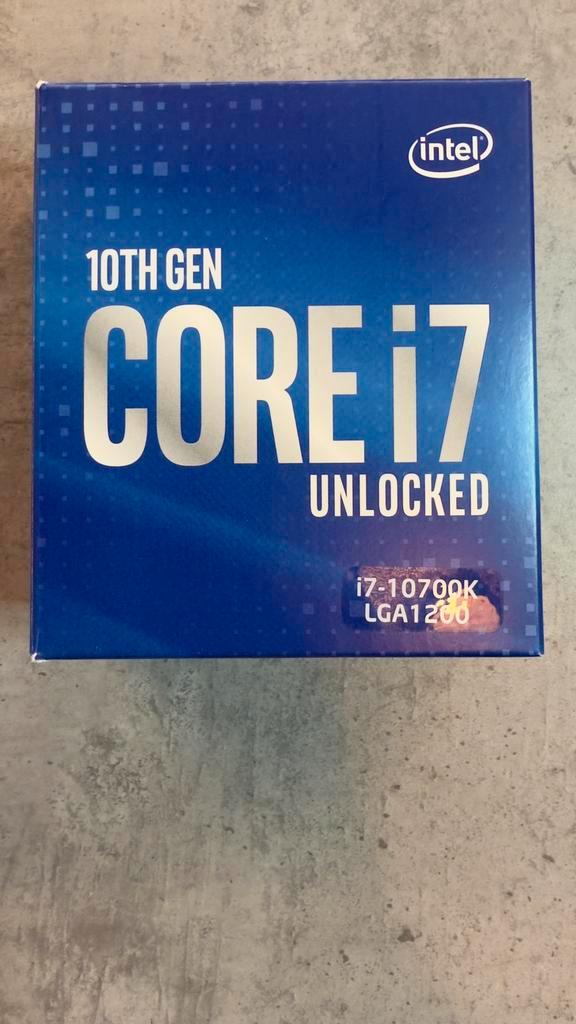 intel
10TH GEN
CORE i7
UNLOCKED
i7-10700K
LGA1200